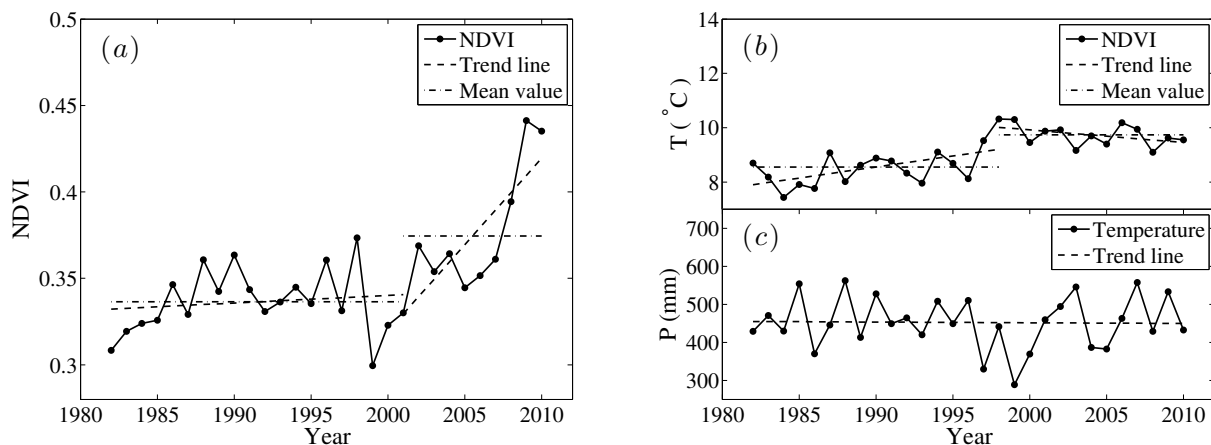 (a)
NDVI
Trend line
Mean value
0.5
0.45
0.4
0.35
0.3
NDVI
1980 1985 1990 1995 2000 2005 2010
Year
(b)
NDVI
Trend line
Mean value
14
12
10
8
T ( °C)
(c)
Temperature
Trend line
700
600
500
400
300
P (mm)
1980 1985 1990 1995 2000 2005 2010
Year